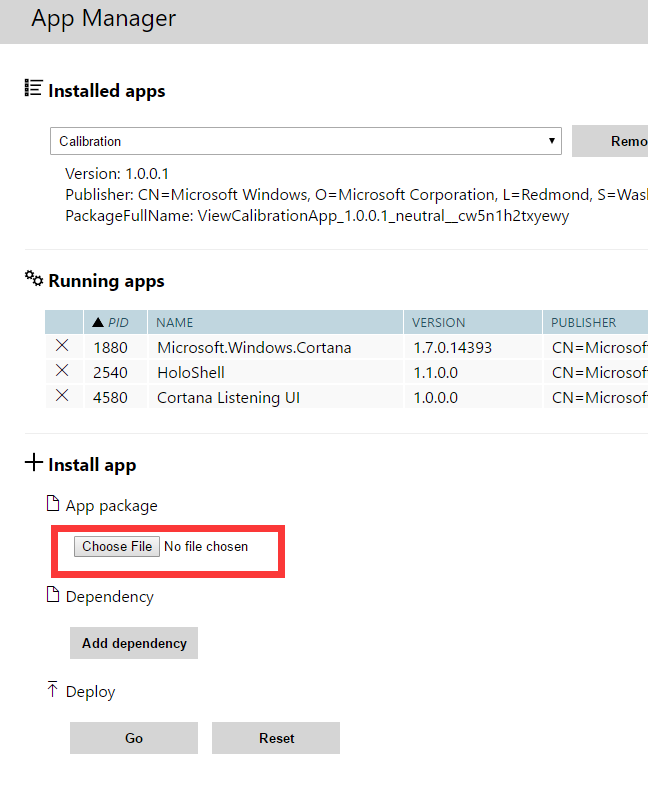 App Manager
Installed apps
Calibration
Remo
Version: 1.0.0.1
Publisher: CN=Microsoft Windows, O=Microsoft Corporation, L=Redmond, S=Was
PackageFullName: ViewCalibrationApp_1.0.0.1_neutral__cw5n1h2txyewy
Running apps
PID NAME VERSION PUBLISHER
1880 Microsoft.Windows.Cortana 1.7.0.14393 CN=Microsof
2540 HoloShell 1.1.0.0 CN=Microsof
4580 Cortana Listening UI 1.0.0.0 CN=Microsof
Install app
App package
Choose File No file chosen
Dependency
Add dependency
Deploy
Go Reset